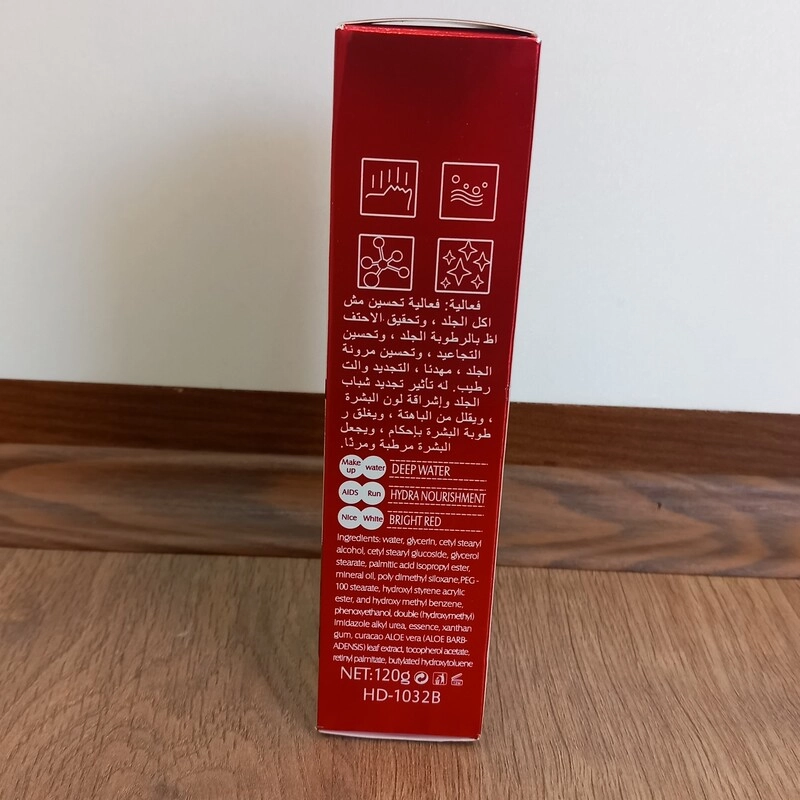 فعالية: فعالية تحسين مش
اكل الجلد ، وتحقيق الاحتف
اظ بالرطوبة الجلد ، وتحسين
التجاعيد ، وتحسين مرونة
الجلد ، مهدئا ، التجديد والت
رطيب. له تأثير تجديد شباب
الجلد وإشراقة لون البشرة
، ويقلل من الباهتة ، ويغلق ر
طوبة البشرة بإحكام ، ويجعل
البشرة مرطبة ومرنًا.
Make up water DEEP WATER
AIDS Run HYDRA NOURISHMENT
Nice White BRIGHT RED
Ingredients: water, glycerin, cetyl stearyl
alcohol, cetyl stearyl glucoside, glycerol
stearate, palmitic acid isopropyl ester,
mineral oil, poly dimethyl siloxane,PEG -
100 stearate, hydroxyl styrene acrylic
ester, and hydroxy methyl benzene,
phenoxyethanol, double (hydroxymethyl)
imidazole alkyl urea, essence, xanthan
gum, curacao ALOE vera (ALOE BARB-
ADENSIS) leaf extract, tocopherol acetate,
retinyl palmitate, butylated hydroxytoluene
NET:120g
HD-1032B